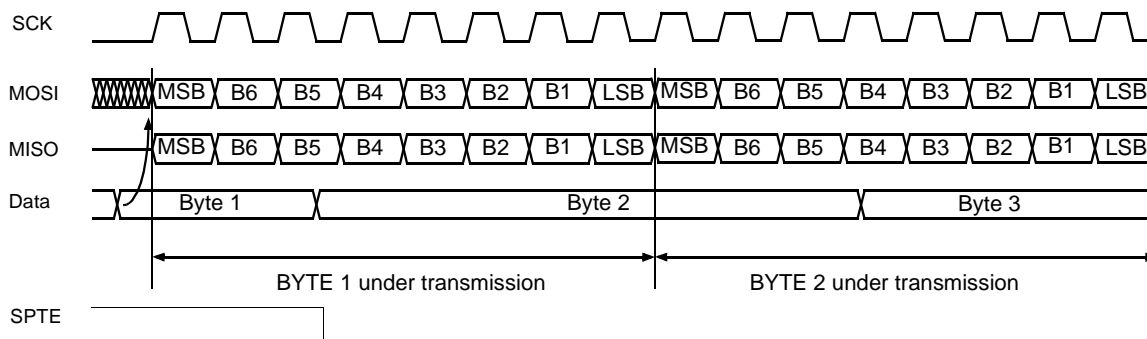 SCK
MOSI MSB B6 B5 B4 B3 B2 B1 LSB MSB B6 B5 B4 B3 B2 B1 LSB
MISO MSB B6 B5 B4 B3 B2 B1 LSB MSB B6 B5 B4 B3 B2 B1 LSB
Data Byte 1 Byte 2 Byte 3
BYTE 1 under transmission BYTE 2 under transmission
SPTE